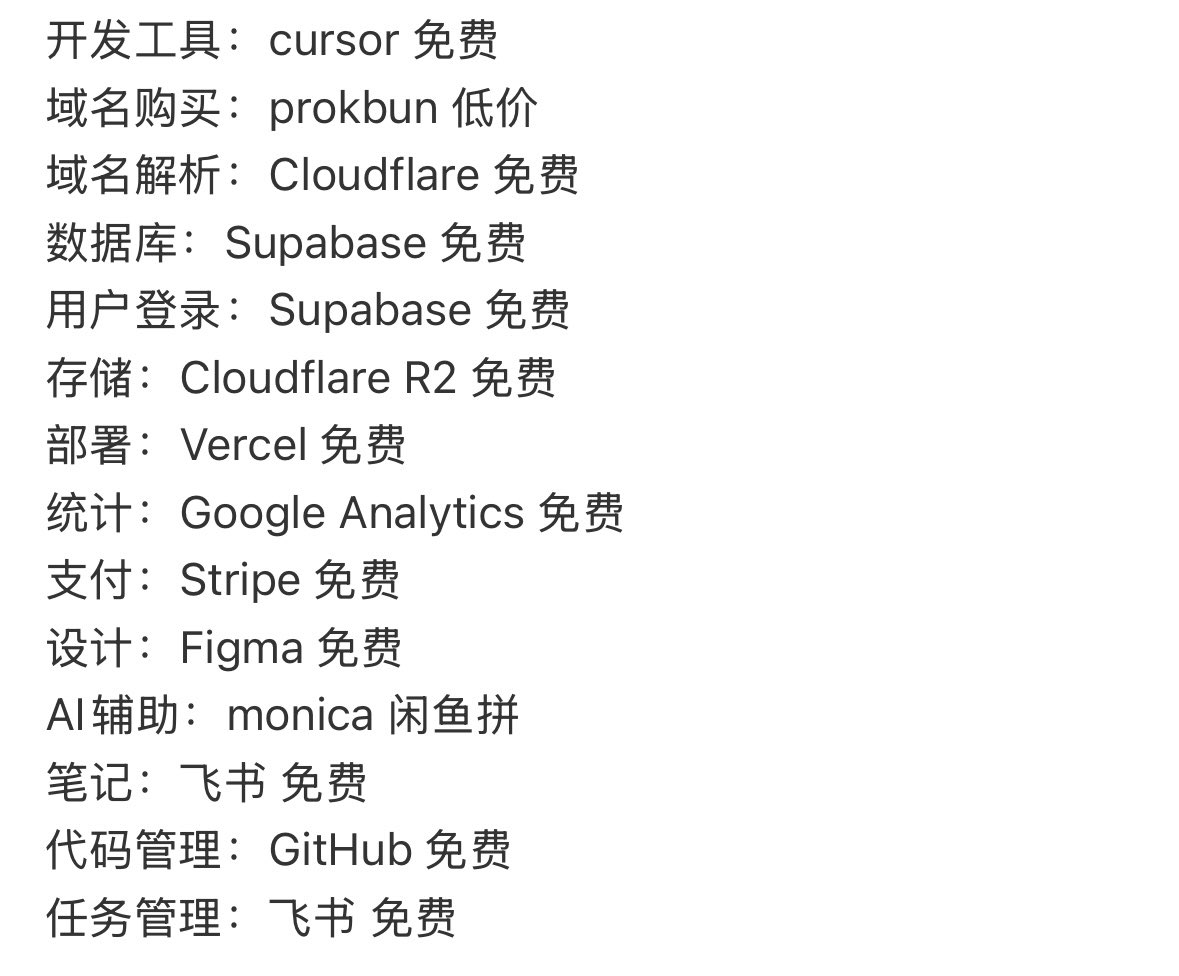 开发工具：cursor 免费
域名购买：prokbun 低价
域名解析：Cloudflare 免费
数据库：Supabase 免费
用户登录：Supabase 免费
存储：Cloudflare R2 免费
部署：Vercel 免费
统计：Google Analytics 免费
支付：Stripe 免费
设计：Figma 免费
AI辅助：monica 闲鱼拼
笔记：飞书 免费
代码管理：GitHub 免费
任务管理：飞书 免费